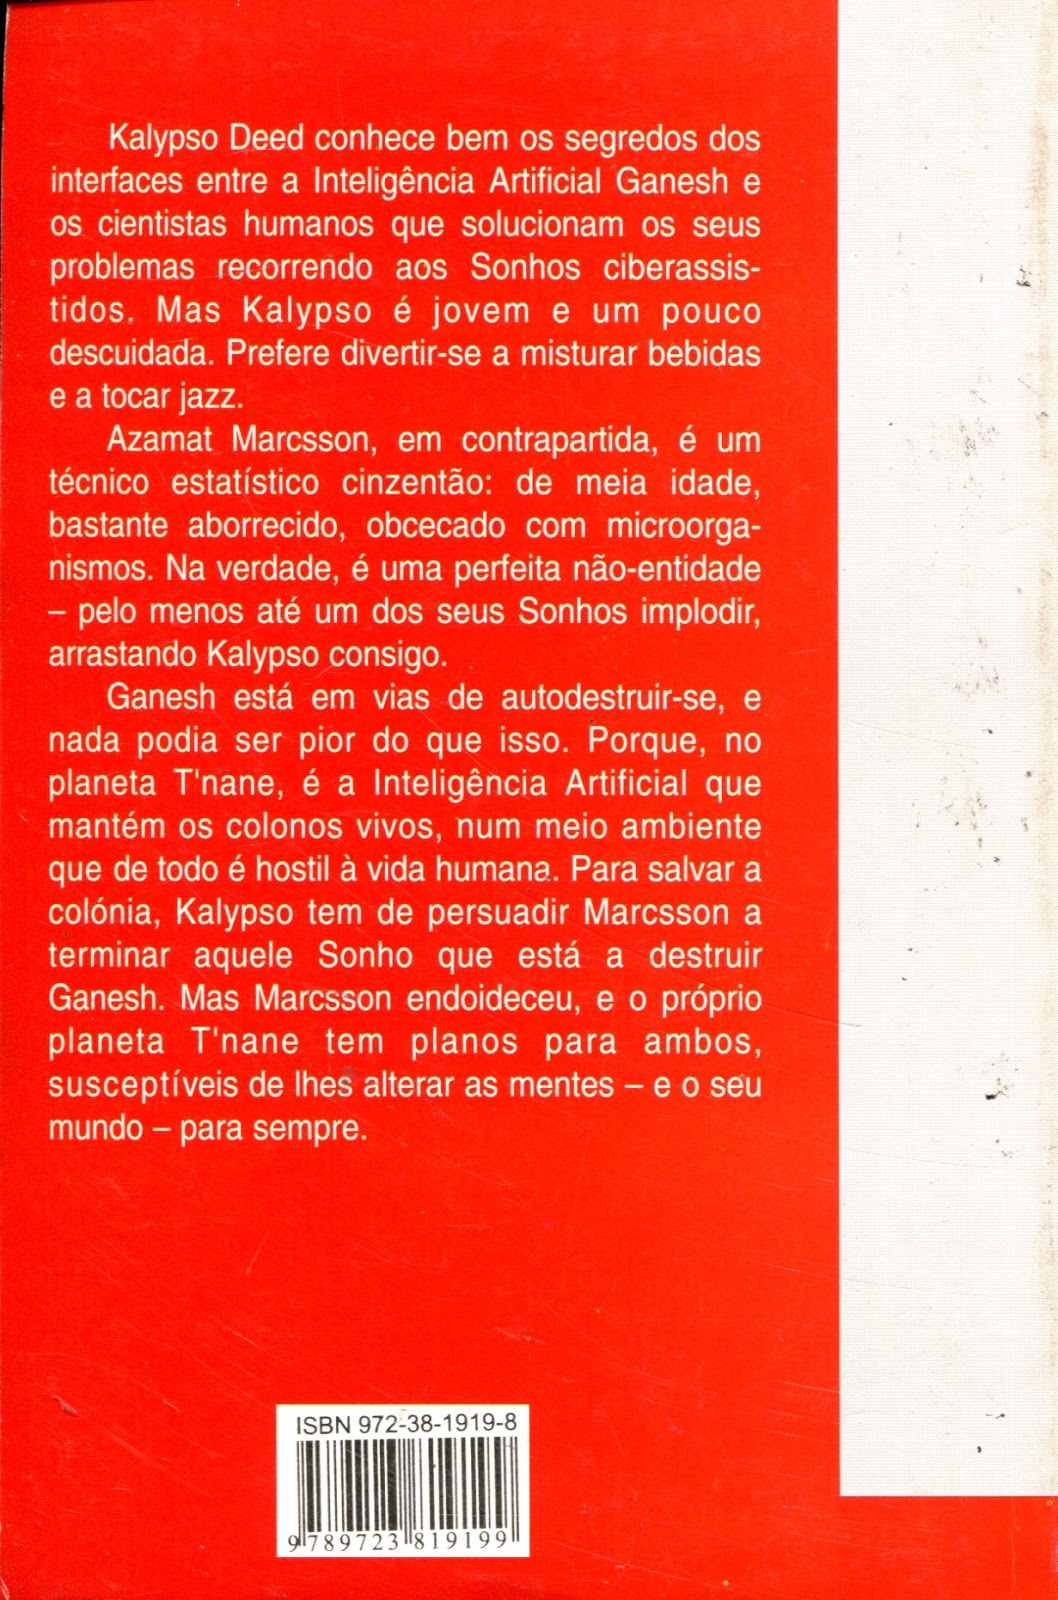 Kalypso Deed conhece bem os segredos dos
interfaces entre a Inteligência Artificial Ganesh e
os cientistas humanos que solucionam os seus
problemas recorrendo aos Sonhos ciberassis-
tidos. Mas Kalypso é jovem e um pouco
descuidada. Prefere divertir-se a misturar bebidas
e a tocar jazz.
Azamat Marcsson, em contrapartida, é um
técnico estatístico cinzentão: de meia idade,
bastante aborrecido, obcecado com microorga-
nismos. Na verdade, é uma perfeita não-entidade
– pelo menos até um dos seus Sonhos implodir,
arrastando Kalypso consigo.
Ganesh está em vias de autodestruir-se, e
nada podia ser pior do que isso. Porque, no
planeta T'nane, é a Inteligência Artificial que
mantém os colonos vivos, num meio ambiente
que de todo é hostil à vida humana. Para salvar a
colónia, Kalypso tem de persuadir Marcsson a
terminar aquele Sonho que está a destruir
Ganesh. Mas Marcsson endoideceu, e o próprio
planeta T'nane tem planos para ambos,
susceptíveis de lhes alterar as mentes – e o seu
mundo – para sempre.
ISBN 972-38-1919-8
9 789723 819199